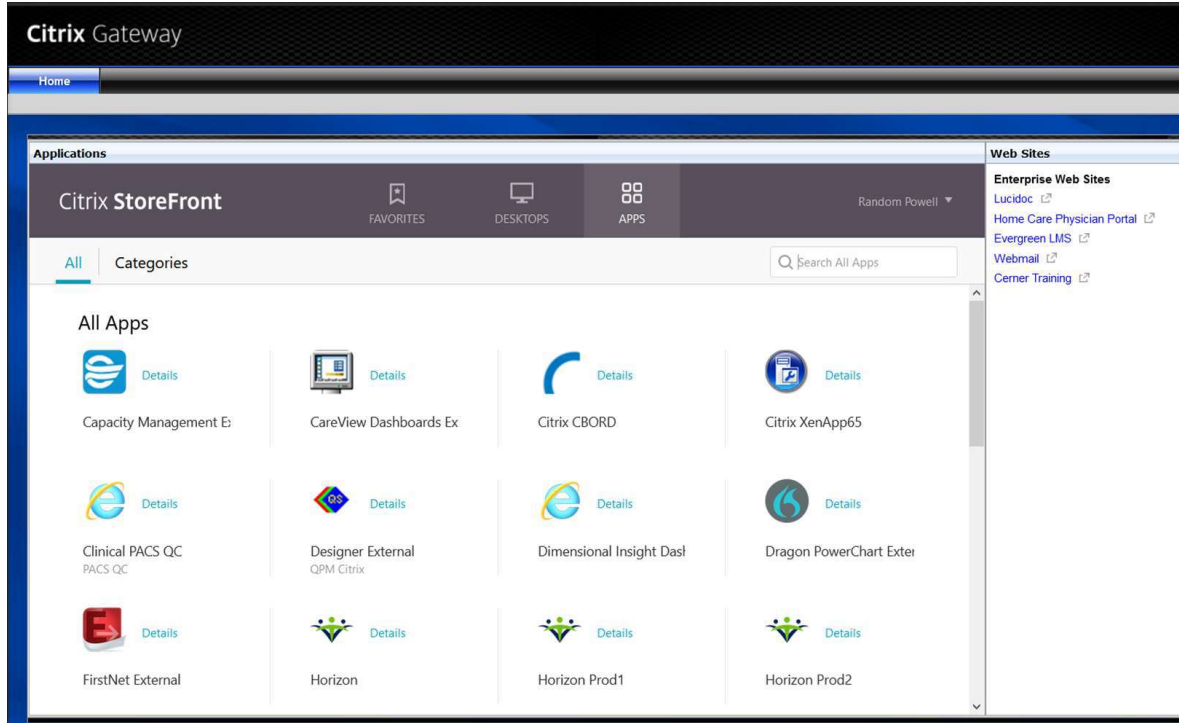 Citrix Gateway
Home
Applications
Citrix StoreFront
FAVORITES
DESKTOPS
APPS
Random Powell
All
Categories
Search All Apps
All Apps
Details
Details
Details
Details
Capacity Management E
CareView Dashboards Ex
Citrix CBORD
Citrix XenApp65
Details
QS
Details
Details
Details
Clinical PACS QC
Designer External
Dimensional Insight Das
Dragon PowerChart Exter
PACS QC
QPM Citrix
Details
Details
Details
Details
FirstNet External
Horizon
Horizon Prod1
Horizon Prod2
Web Sites
Enterprise Web Sites
Lucidoc
Home Care Physician Portal
Evergreen LMS
Webmail
Cerner Training